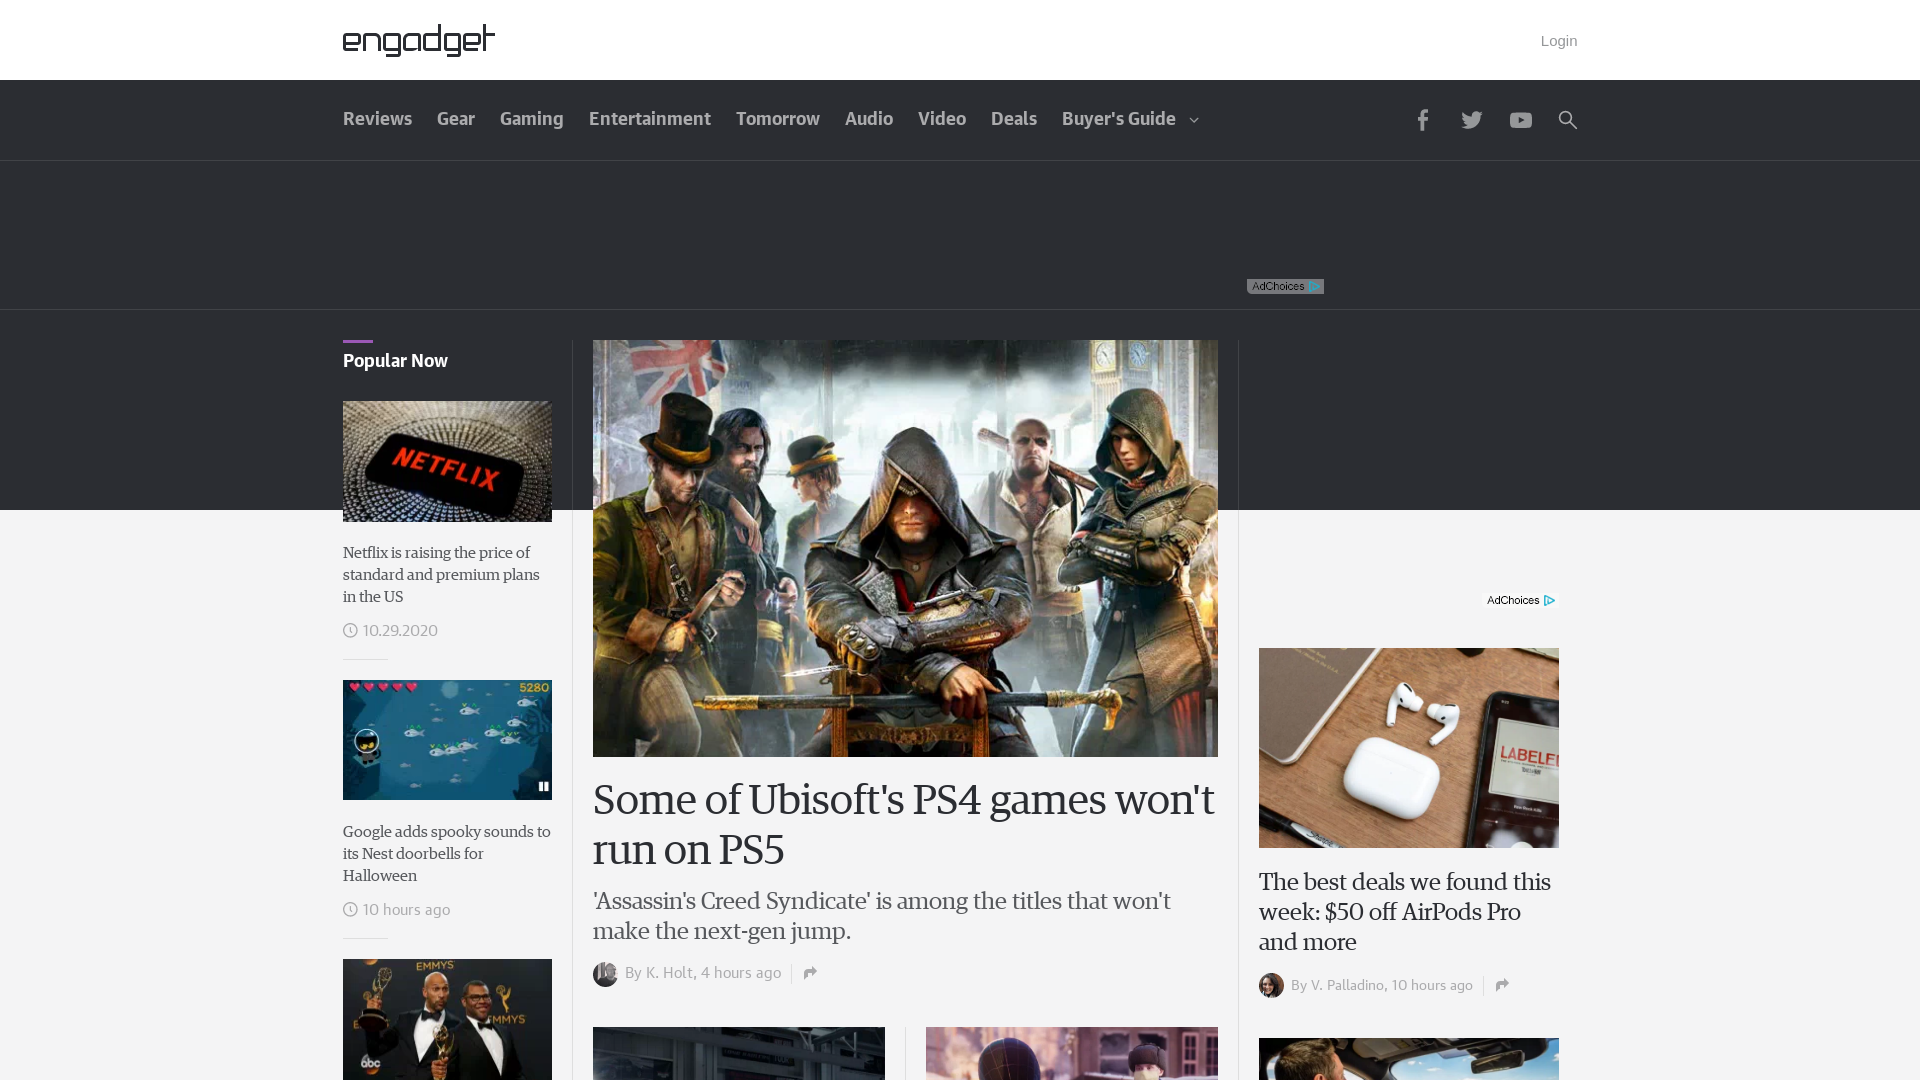 engadget
Login
Reviews Gear Gaming Entertainment Tomorrow Audio Video Deals Buyer's Guide
AdChoices
Popular Now
NETFLIX
Netflix is raising the price of
standard and premium plans
in the US
10.29.2020
5280
Google adds spooky sounds to
its Nest doorbells for
Halloween
10 hours ago
EMMYS
EMMYS
abc
Some of Ubisoft's PS4 games won't
run on PS5
'Assassin's Creed Syndicate' is among the titles that won't
make the next-gen jump.
By K. Holt, 4 hours ago
AdChoices
LABELED
The best deals we found this
week: $50 off AirPods Pro
and more
By V. Palladino, 10 hours ago